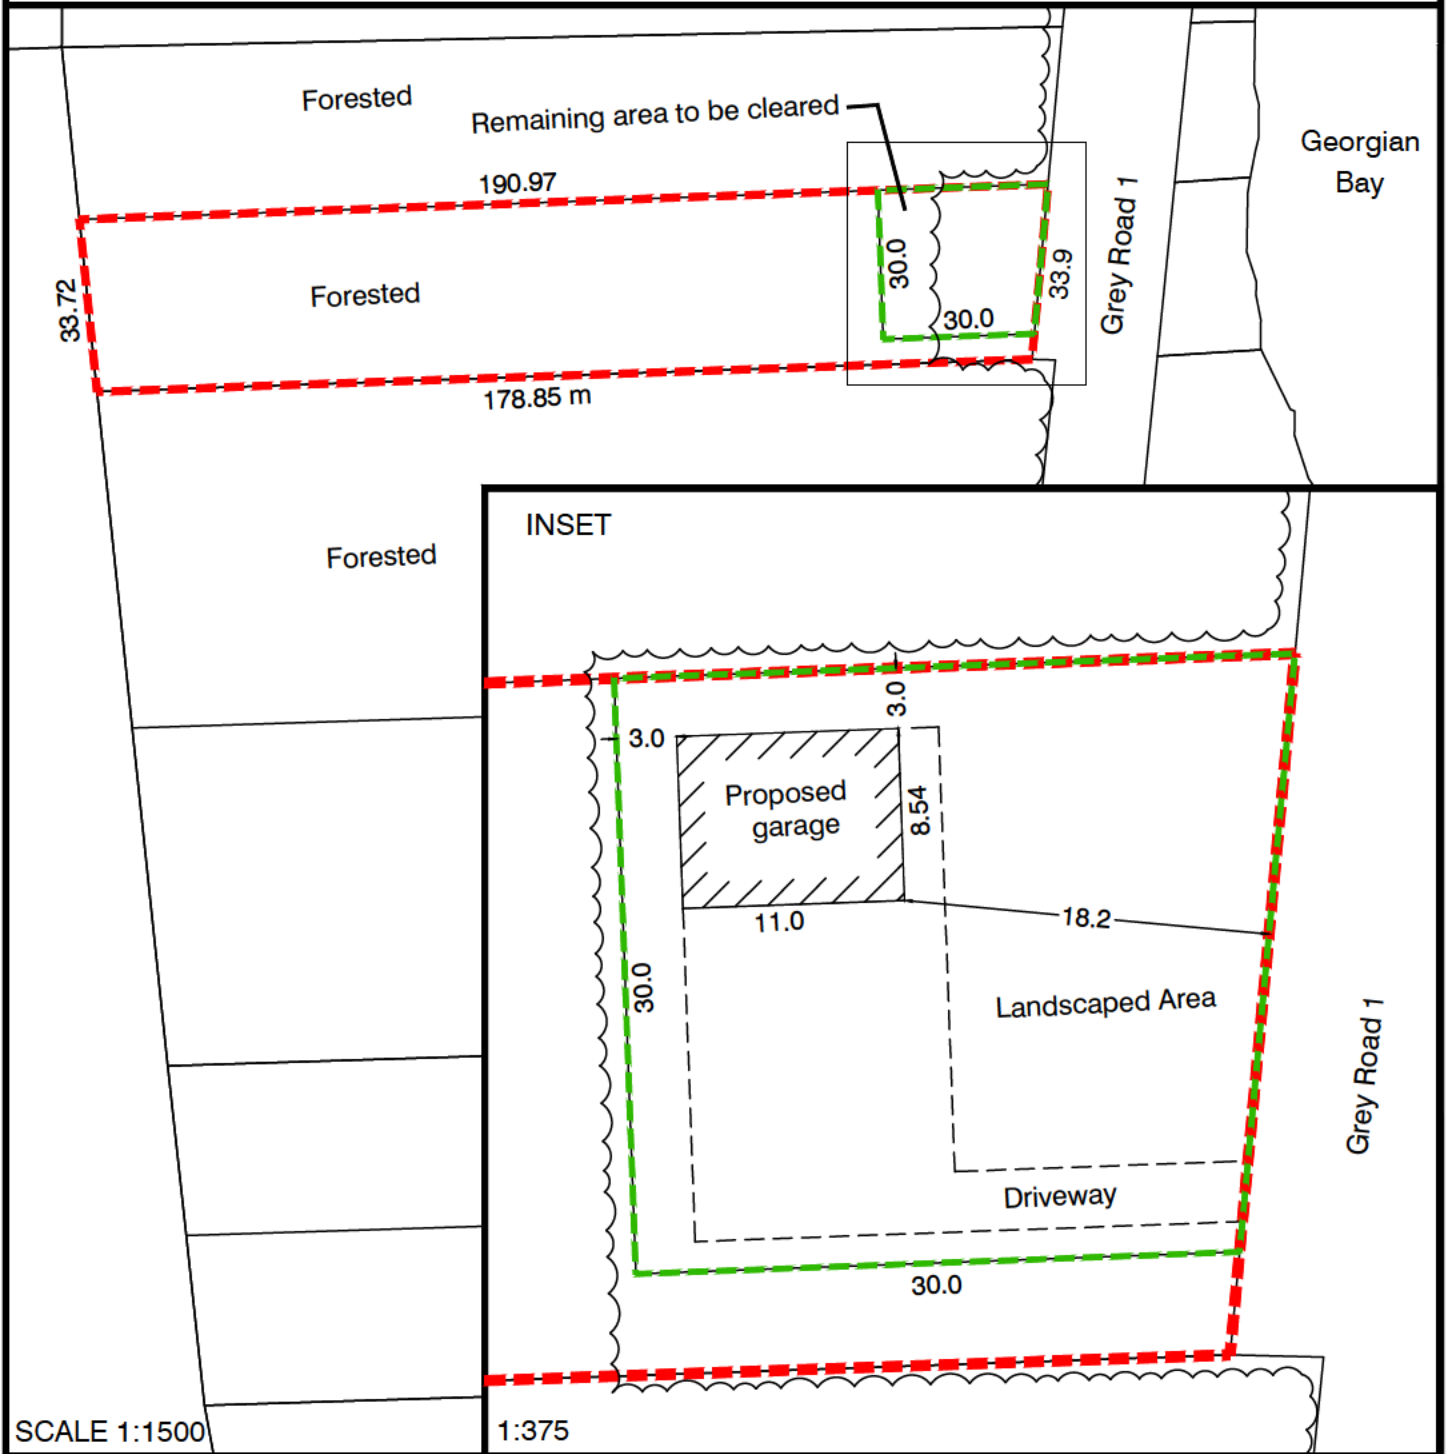 Forested
Remaining area to be cleared
Georgian
Bay
190.97
Grey Road 1
33.72
Forested
30.0
33.9
30.0
178.85 m
Forested
INSET
3.0
3.0
Proposed
garage
8.54
11.0
18.2
30.0
Landscaped Area
Grey Road 1
Driveway
30.0
SCALE 1:1500
1:375